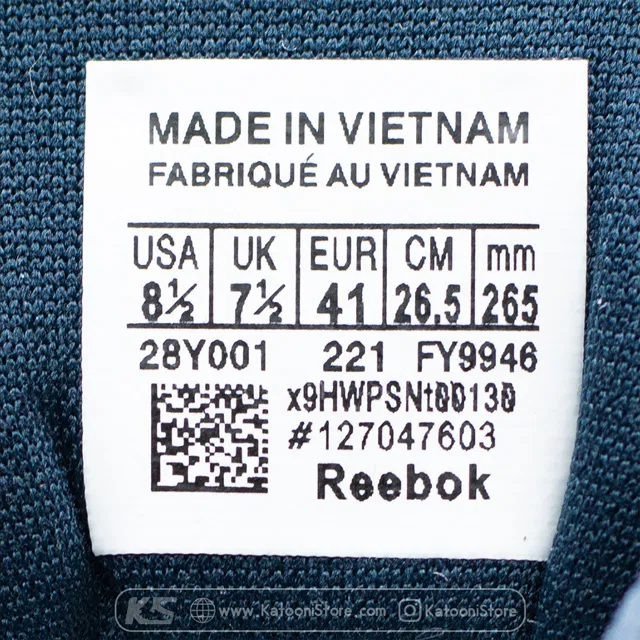 MADE IN VIETNAM
FABRIQUÉ AU VIETNAM
USA UK EUR CM mm
8½ 7½ 41 26.5 265
28Y001 221 FY9946
x9HWPSNt00130
#127047603
Reebok
KS www.KatooniStore.com KatooniStore